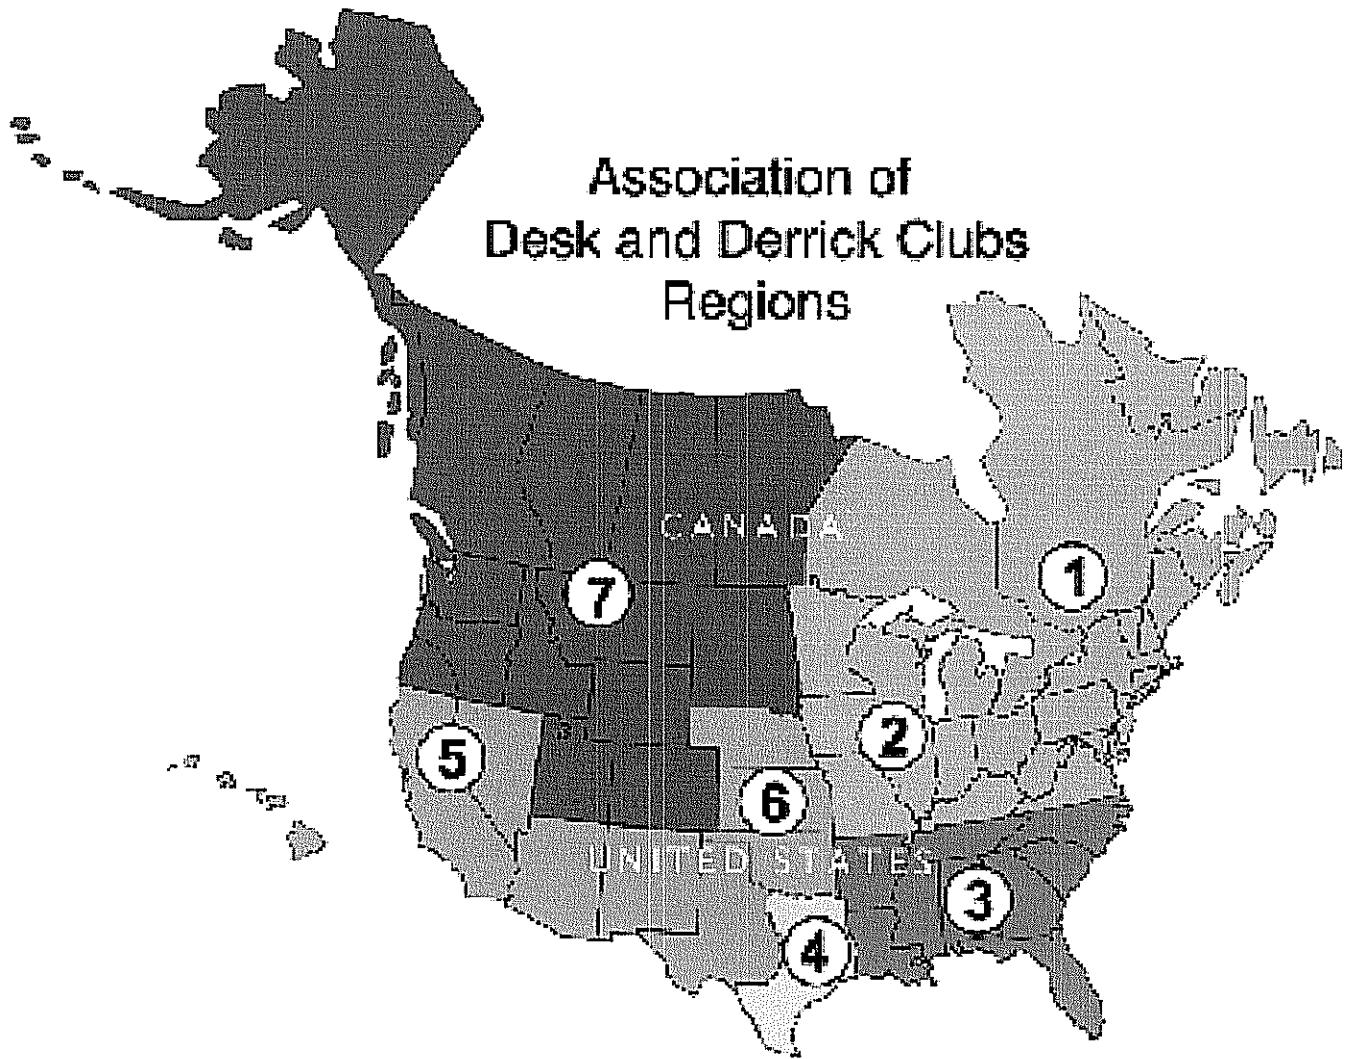 Association of
Desk and Derrick Clubs
Regions
CANADA
1
7
2
5
6
UNITED STATES
3
4